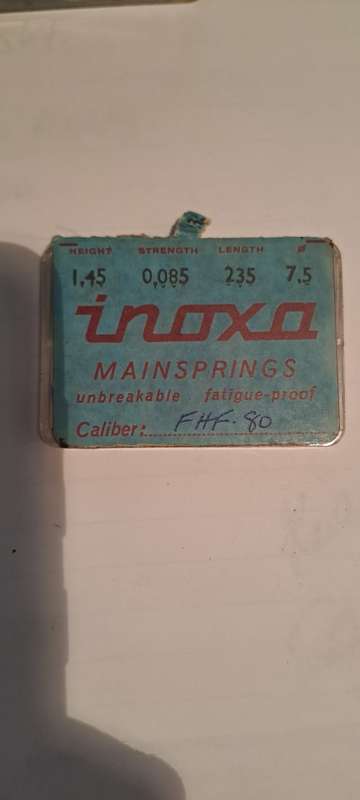 HEIGHT STRENGTH LENGTH Ø
1,45 0,085 235 7,5
inoxa
MAINSPRINGS
unbreakable fatigue-proof
Caliber: FHF. 80